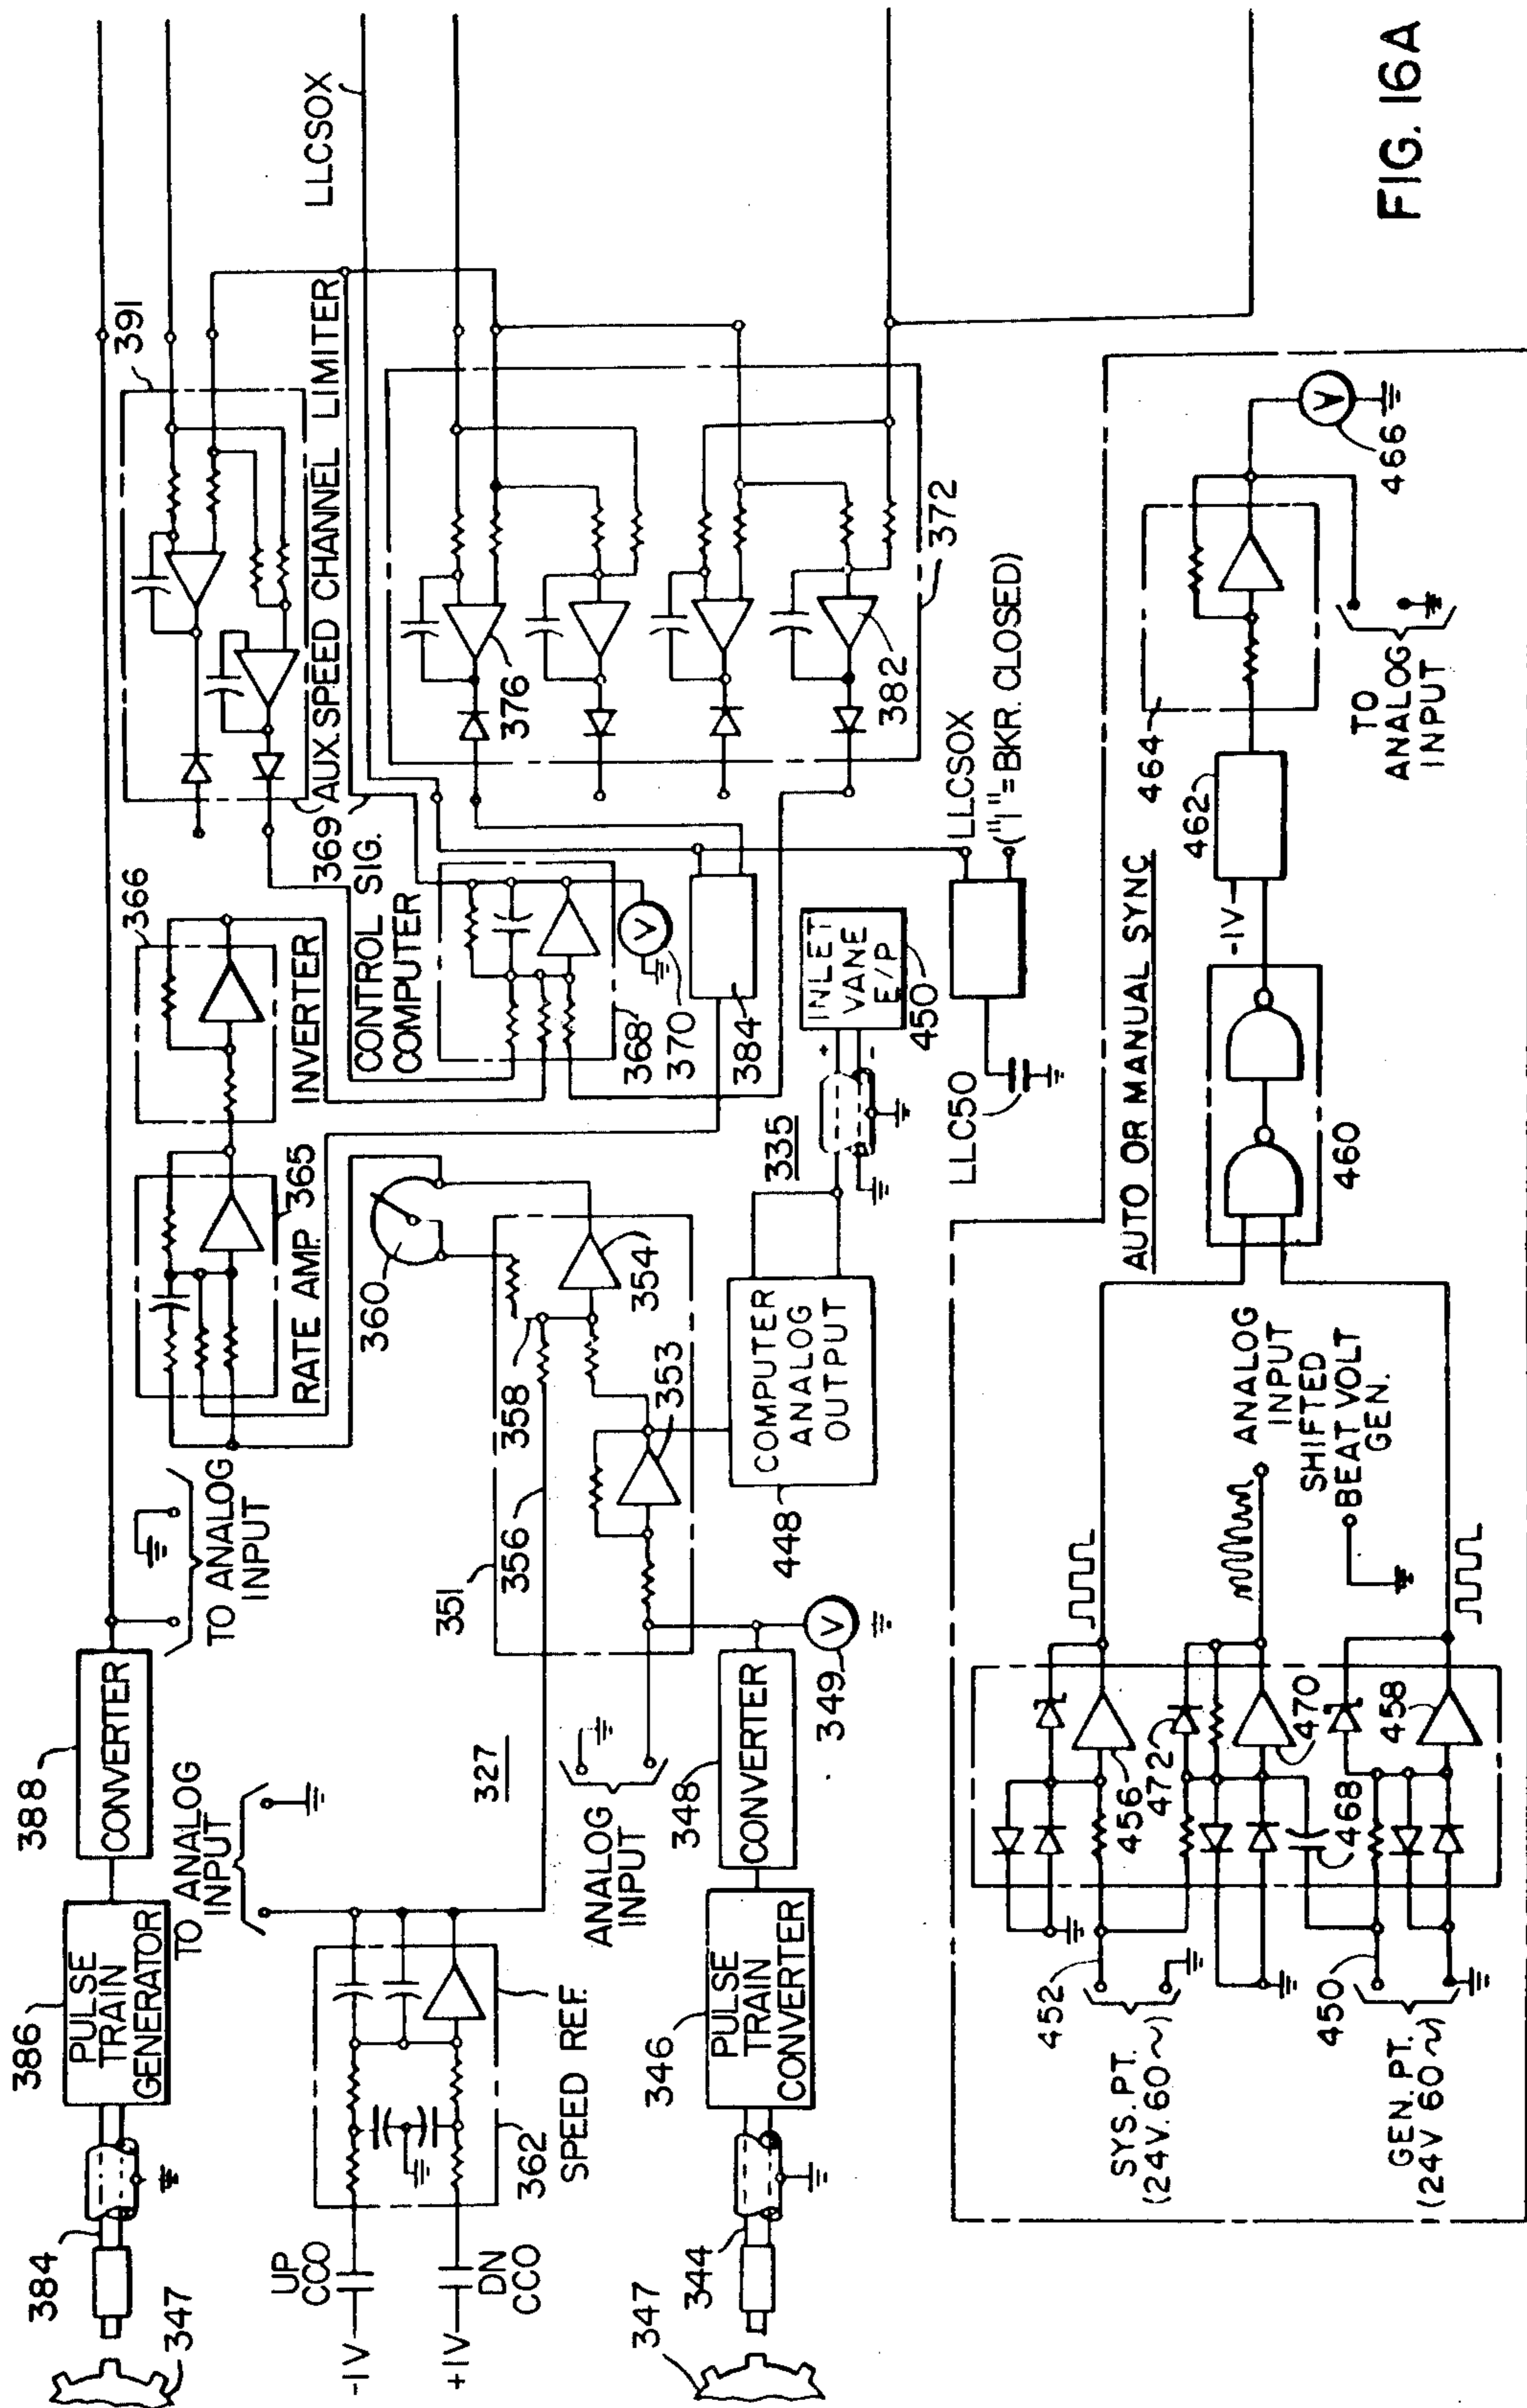 384
347
386
PULSE
TRAIN
GENERATOR
388
CONVERTER
TO ANALOG
INPUT
TO ANALOG
INPUT
UP
CCO
-1V
+1V
DN
CCO
362
SPEED REF.
347
344
346
PULSE
TRAIN
CONVERTER
348
CONVERTER
349
V
ANALOG
INPUT
327
351
356
358
353
354
360
RATE AMP. 365
366
INVERTER
CONTROL SIG.
COMPUTER
368
370
V
384
369
AUX. SPEED CHANNEL LIMITER
391
LLCSOX
376
382
372
448
COMPUTER
ANALOG
OUTPUT
335
+
-
INLET
VANE
E/P
450
LLC50
LLCSOX
("1"=BKR. CLOSED)
AUTO OR MANUAL SYNC
452
SYS. PT.
(24V. 60~)
450
GEN. PT.
(24V 60~)
456
472
470
468
458
ANALOG
INPUT
SHIFTED
BEAT VOLT
GEN.
460
-1V
462
464
466
V
TO
ANALOG
INPUT
FIG. 16A